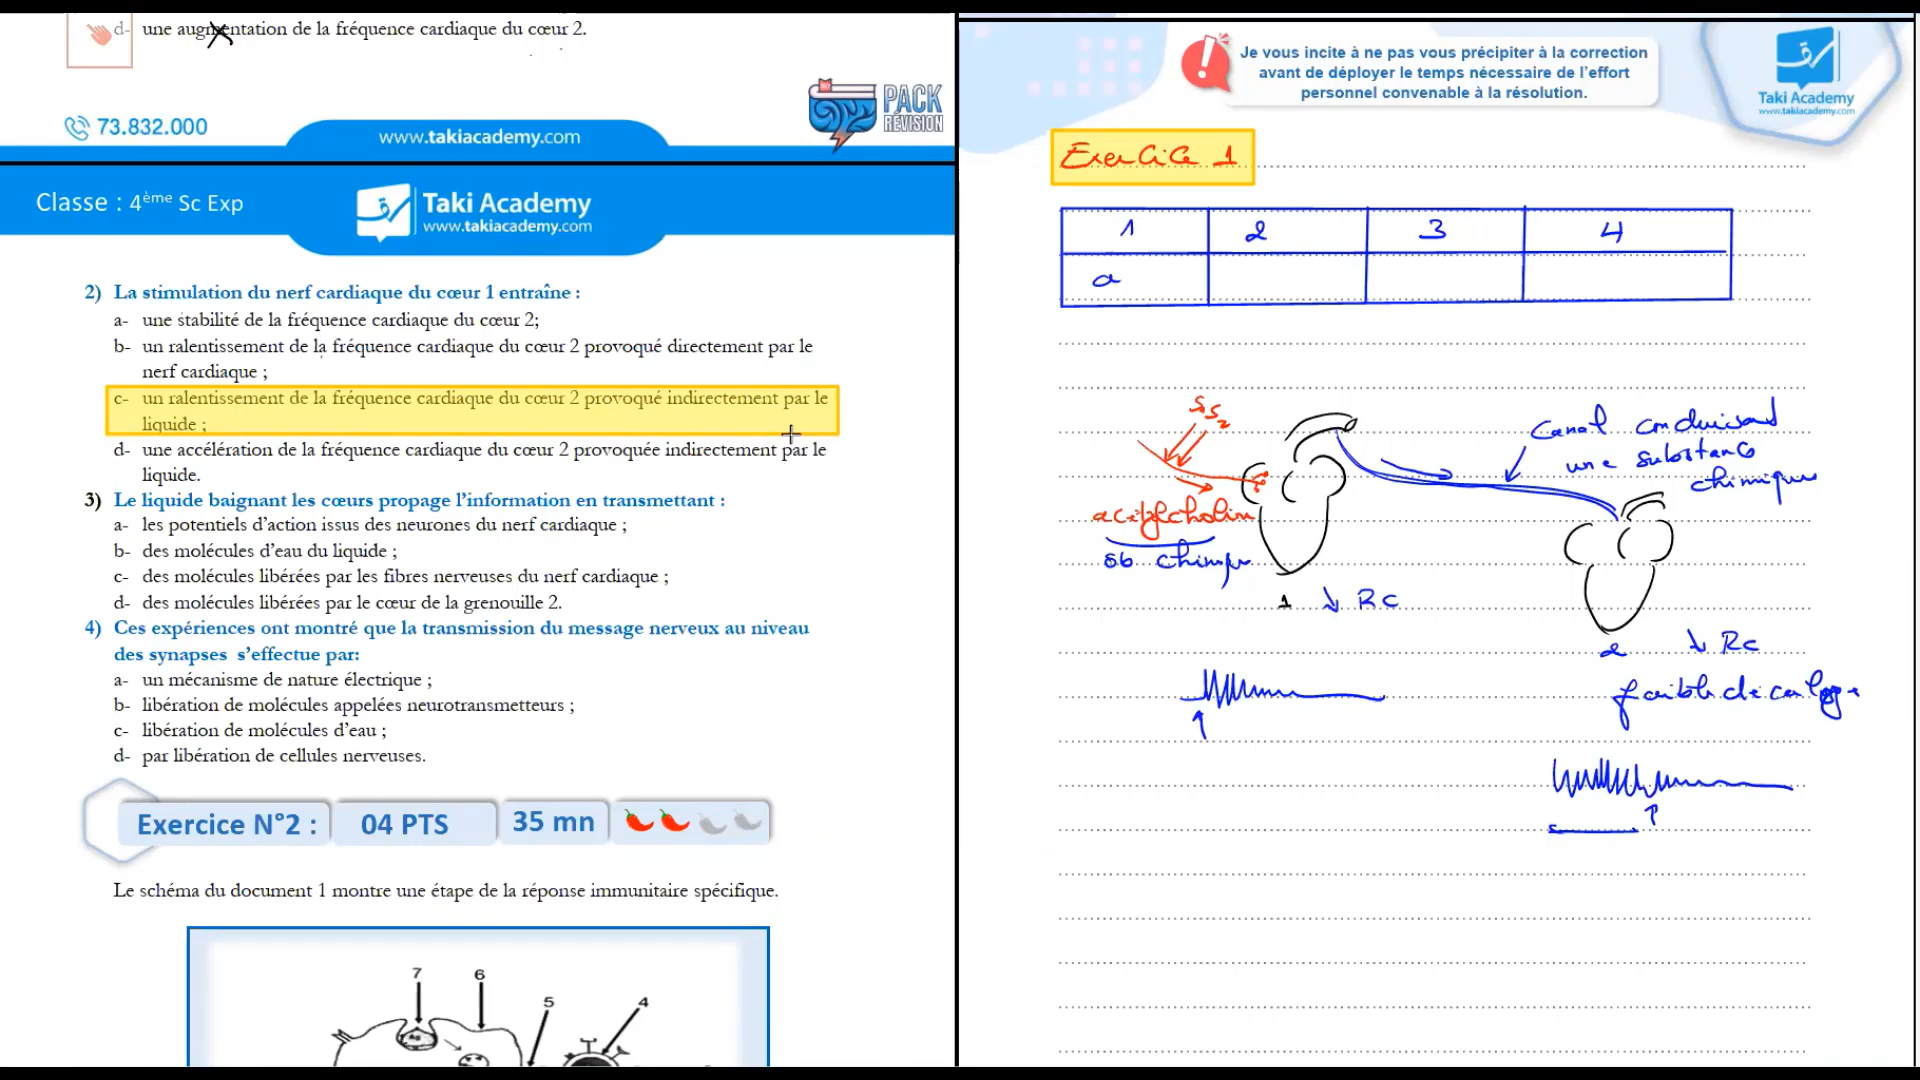 d- une augmentation de la fréquence cardiaque du cœur 2.
73.832.000
www.takiacademy.com
PACK
REVISION
Classe : 4ème Sc Exp
Taki Academy
www.takiacademy.com
2) La stimulation du nerf cardiaque du cœur 1 entraîne :
a- une stabilité de la fréquence cardiaque du cœur 2;
b- un ralentissement de la fréquence cardiaque du cœur 2 provoqué directement par le
nerf cardiaque ;
c- un ralentissement de la fréquence cardiaque du cœur 2 provoqué indirectement par le
liquide ;
d- une accélération de la fréquence cardiaque du cœur 2 provoquée indirectement par le
liquide.
3) Le liquide baignant les cœurs propage l'information en transmettant :
a- les potentiels d'action issus des neurones du nerf cardiaque ;
b- des molécules d'eau du liquide ;
c- des molécules libérées par les fibres nerveuses du nerf cardiaque ;
d- des molécules libérées par le cœur de la grenouille 2.
4) Ces expériences ont montré que la transmission du message nerveux au niveau
des synapses s'effectue par:
a- un mécanisme de nature électrique ;
b- libération de molécules appelées neurotransmetteurs ;
c- libération de molécules d'eau ;
d- par libération de cellules nerveuses.
Exercice N°2 : 04 PTS 35 mn
Le schéma du document 1 montre une étape de la réponse immunitaire spécifique.
7 6
5 4
Je vous incite à ne pas vous précipiter à la correction
avant de déployer le temps nécessaire de l'effort
personnel convenable à la résolution.
Taki Academy
www.takiacademy.com
Exercice 1
1 2 3 4
a
S1 S2
Canal conduisant
une substance
chimique
acétylcholine
sb chimique
1 ↘ RC
2 ↘ RC
faible décalage